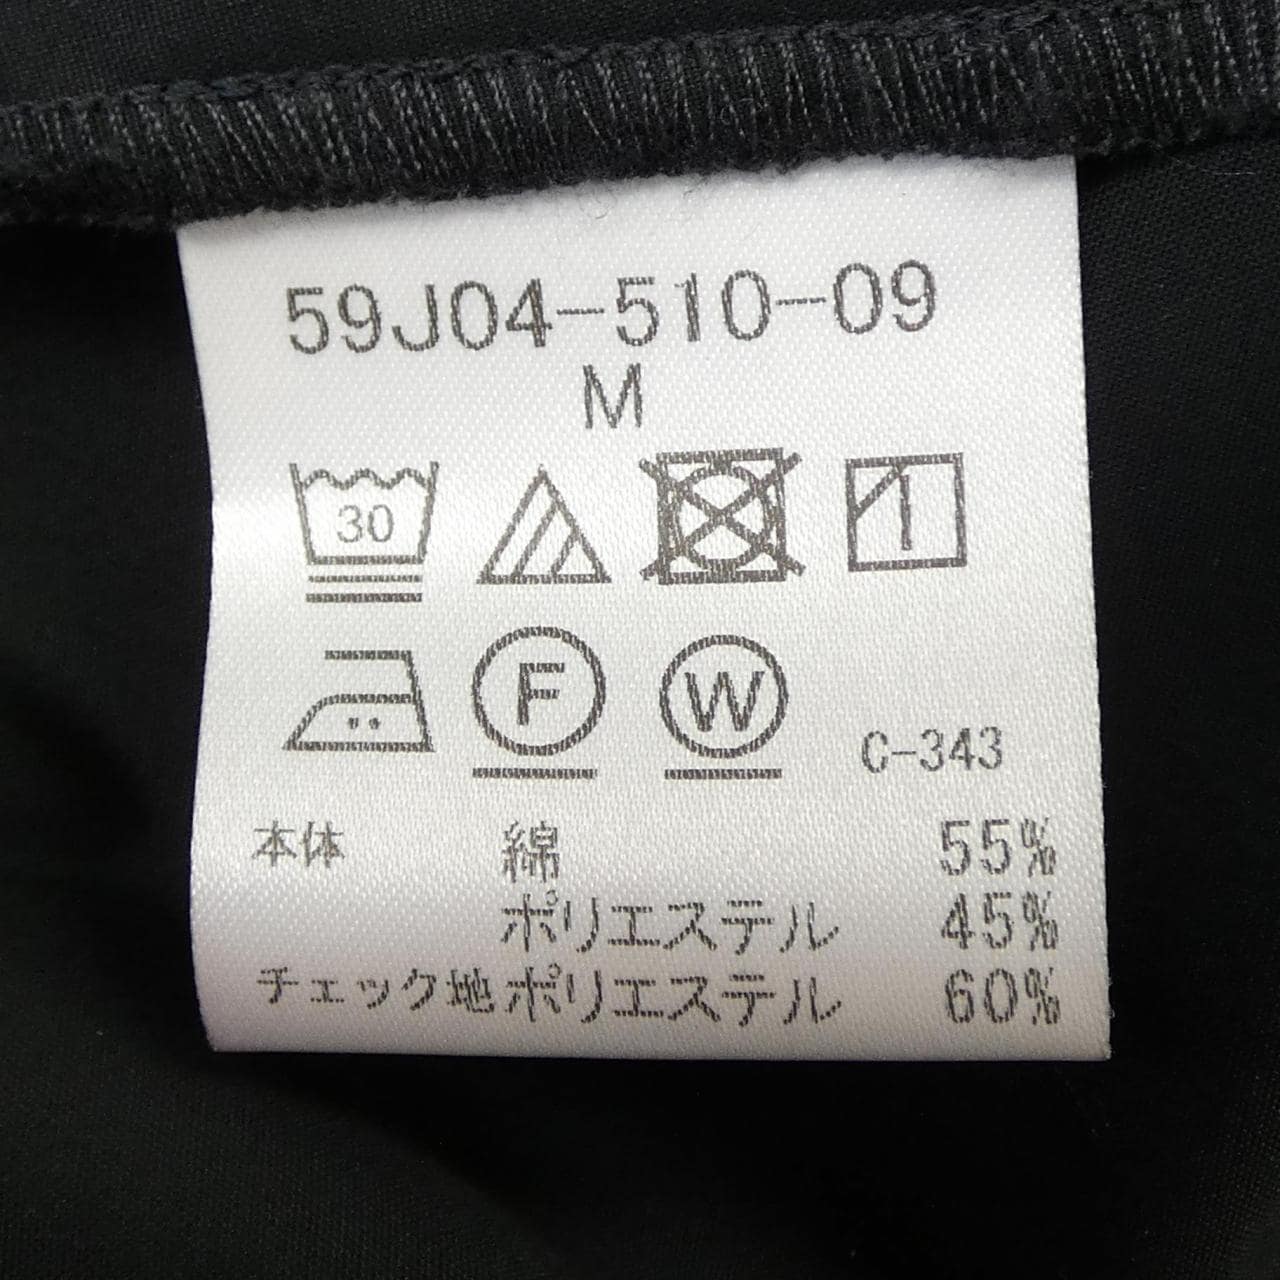 59J04-510-09
M
30
F W C-343
本体 綿 55%
ポリエステル 45%
チェック地ポリエステル 60%